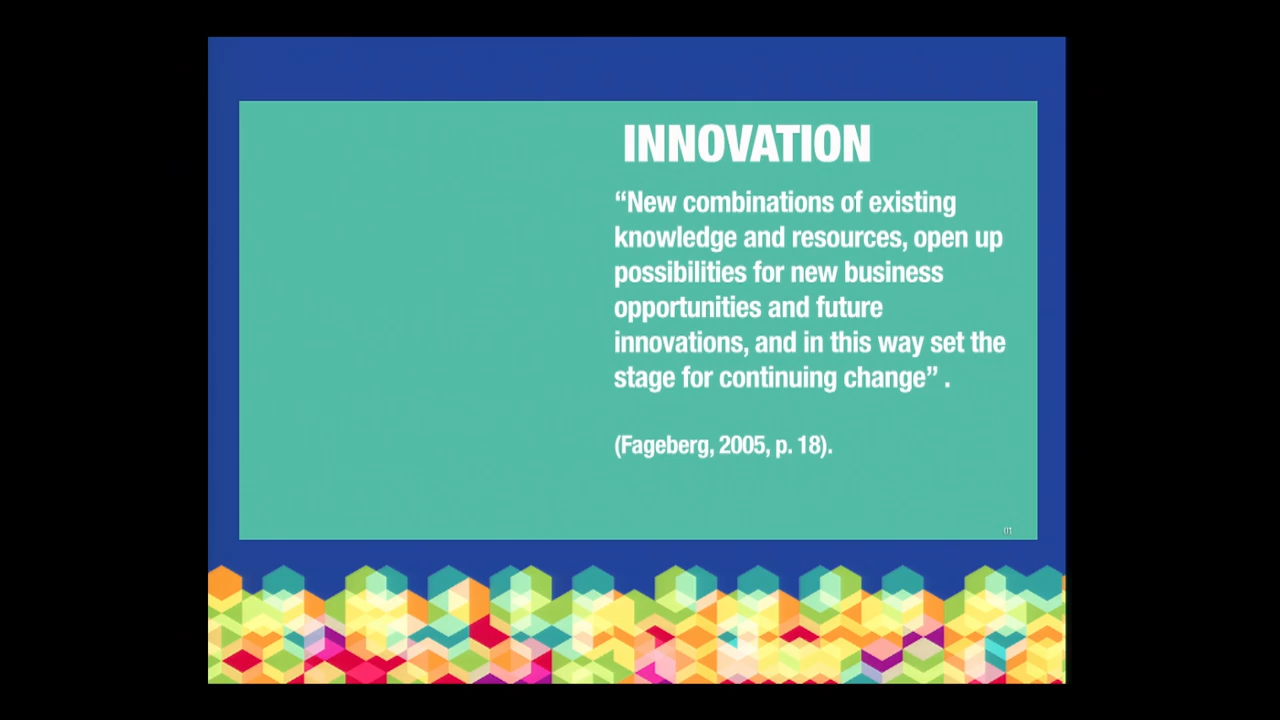 INNOVATION
“New combinations of existing
knowledge and resources, open up
possibilities for new business
opportunities and future
innovations, and in this way set the
stage for continuing change” .
(Fageberg, 2005, p. 18).
01